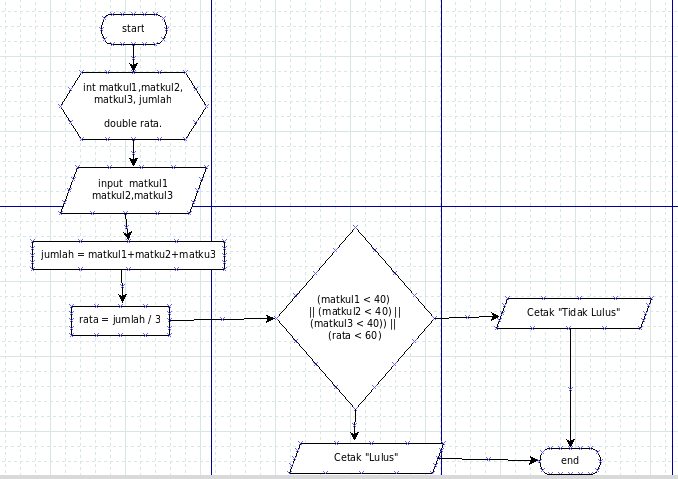 start
int matkul1,matkul2,
matkul3, jumlah
double rata.
input  matkul1
matkul2,matkul3
jumlah = matkul1+matku2+matku3
rata = jumlah / 3
(matkul1 < 40)
|| (matkul2 < 40) ||
(matkul3 < 40)) ||
(rata < 60)
Cetak "Tidak Lulus"
Cetak "Lulus"
end